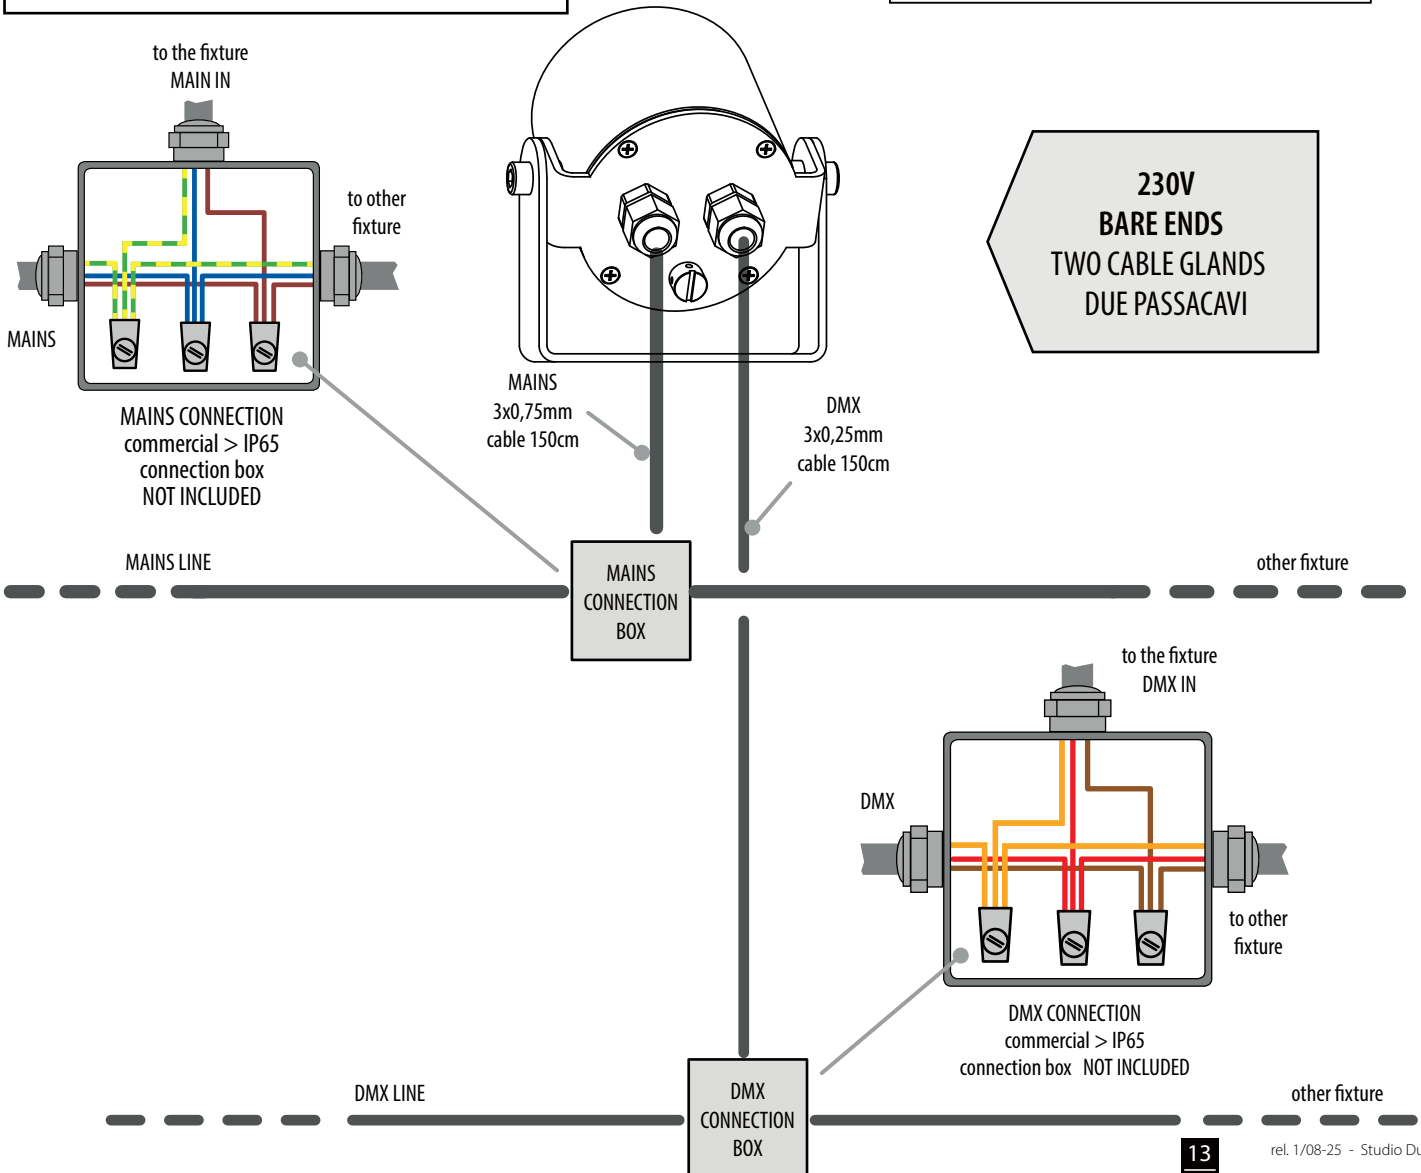 to the fixture
MAIN IN
to other
fixture
MAINS
MAINS CONNECTION
commercial > IP65
connection box
NOT INCLUDED
230V
BARE ENDS
TWO CABLE GLANDS
DUE PASSACAVI
MAINS
3x0,75mm
cable 150cm
DMX
3x0,25mm
cable 150cm
MAINS LINE
MAINS
CONNECTION
BOX
other fixture
to the fixture
DMX IN
DMX
to other
fixture
DMX CONNECTION
commercial > IP65
connection box NOT INCLUDED
DMX LINE
DMX
CONNECTION
BOX
other fixture
13
rel. 1/08-25 - Studio Du